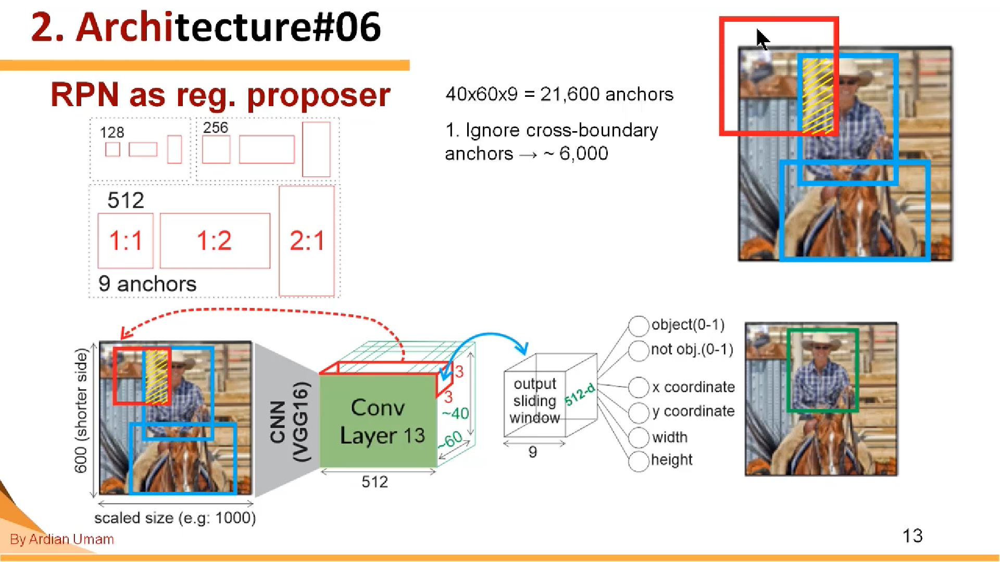 2. Architecture#06
RPN as reg. proposer
128
256
512
1:1
1:2
2:1
9 anchors
40x60x9 = 21,600 anchors
1. Ignore cross-boundary
anchors → ~ 6,000
600 (shorter side)
scaled size (e.g: 1000)
CNN
(VGG16)
Conv
Layer 13
512
3
3
~40
~60
output
sliding
window
512-d
9
object(0-1)
not obj.(0-1)
x coordinate
y coordinate
width
height
By Ardian Umam
13